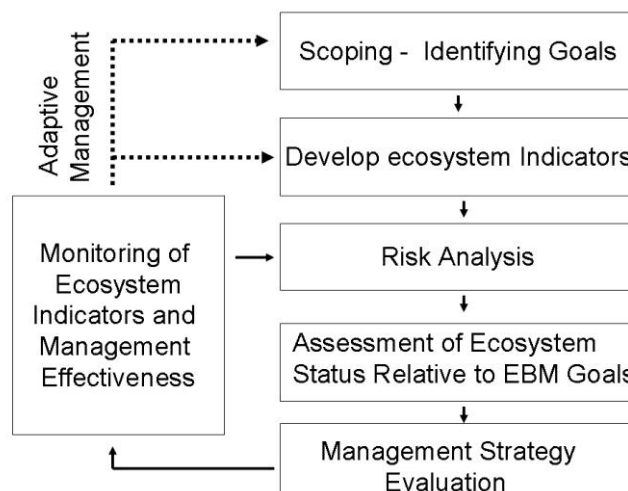 Adaptive
Management
Scoping - Identifying Goals
Develop ecosystem Indicators
Risk Analysis
Assessment of Ecosystem
Status Relative to EBM Goals
Management Strategy
Evaluation
Monitoring of
Ecosystem
Indicators and
Management
Effectiveness